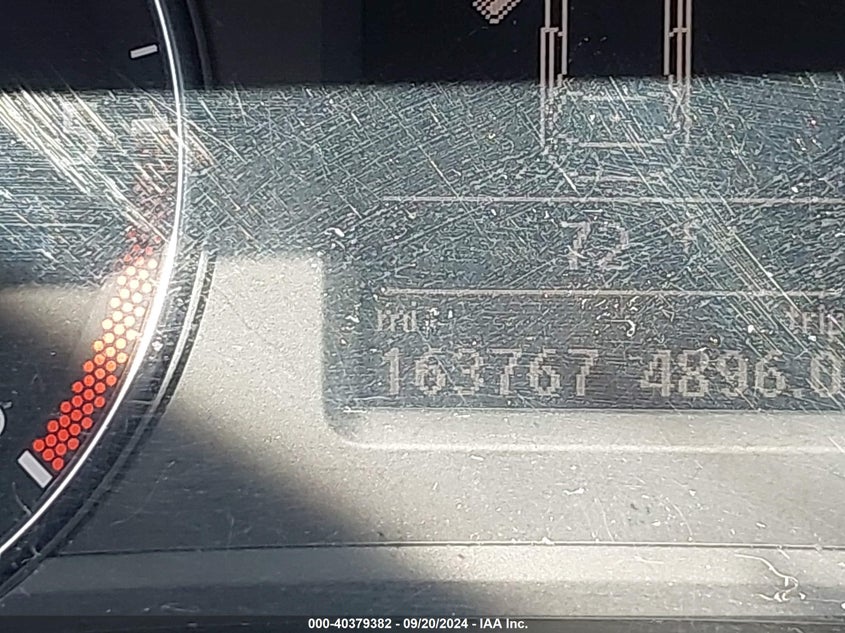 72 °F
mi trip
163767 4896.0
000-40379382 - 09/20/2024 - IAA Inc.